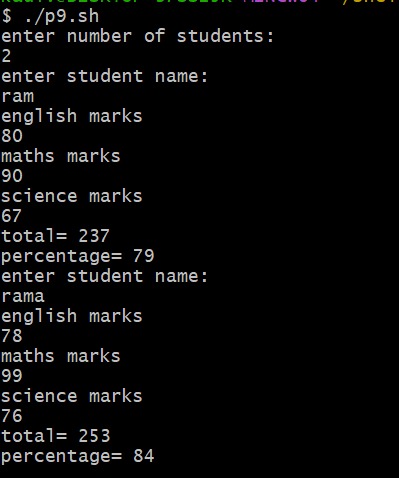 $ ./p9.sh
enter number of students:
2
enter student name:
ram
english marks
80
maths marks
90
science marks
67
total= 237
percentage= 79
enter student name:
rama
english marks
78
maths marks
99
science marks
76
total= 253
percentage= 84